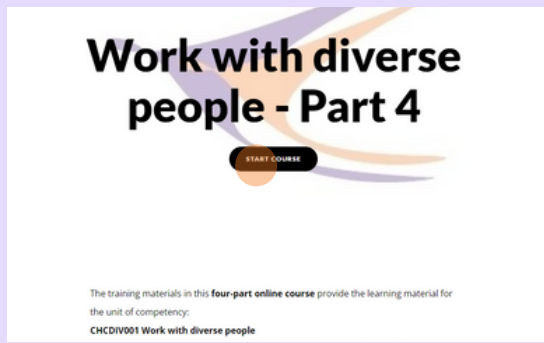 Work with diverse
people - Part 4
START COURSE
The training materials in this four-part online course provide the learning material for
the unit of competency:
CHCDIV001 Work with diverse people